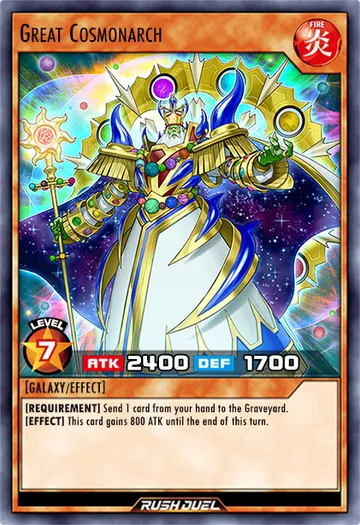 Great Cosmonarch
FIRE
炎
LEVEL
7
ATK 2400 DEF 1700
[GALAXY/EFFECT]
[REQUIREMENT] Send 1 card from your hand to the Graveyard.
[EFFECT] This card gains 800 ATK until the end of this turn.
RUSH DUEL